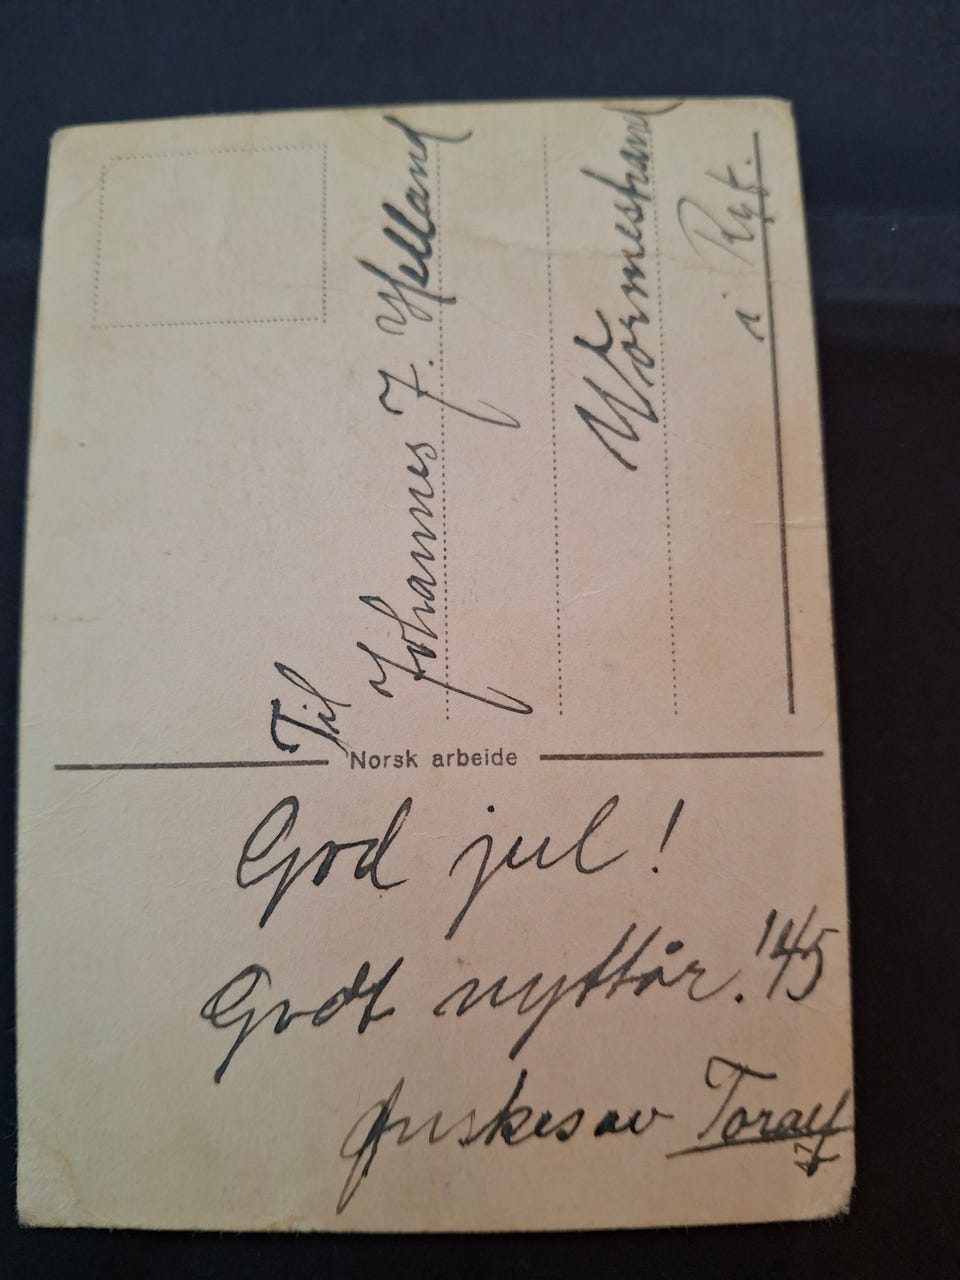 Til
Johannes J. Helland
Vormestrand
i Ryf.
Norsk arbeide
God jul!
Godt nyttår. '45
ønskes av Toralf